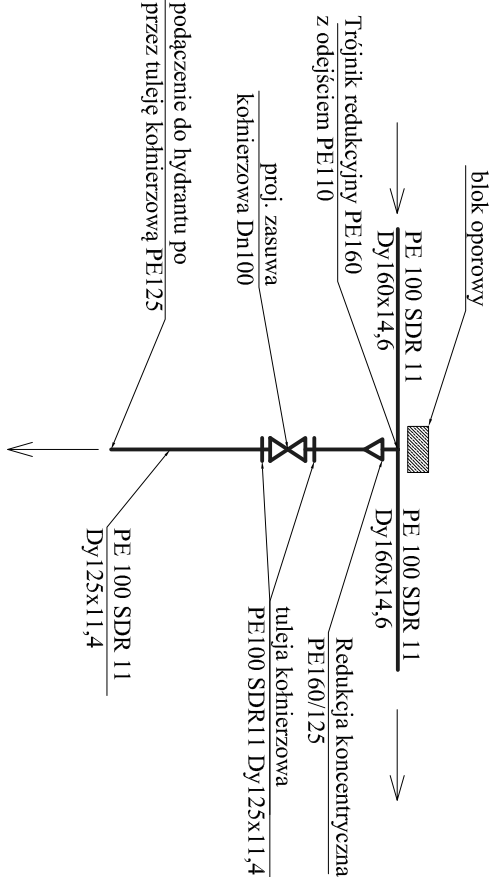 blok oporowy
PE 100 SDR 11
Dy160x14,6
PE 100 SDR 11
Dy160x14,6
Trójnik redukcyjny PE160
z odejściem PE110
Redukcja koncentryczna
PE160/125
proj. zasuwa
kołnierzowa Dn100
tuleja kołnierzowa
PE100 SDR11 Dy125x11,4
podączenie do hydrantu po
przez tuleję kołnierzową PE125
PE 100 SDR 11
Dy125x11,4